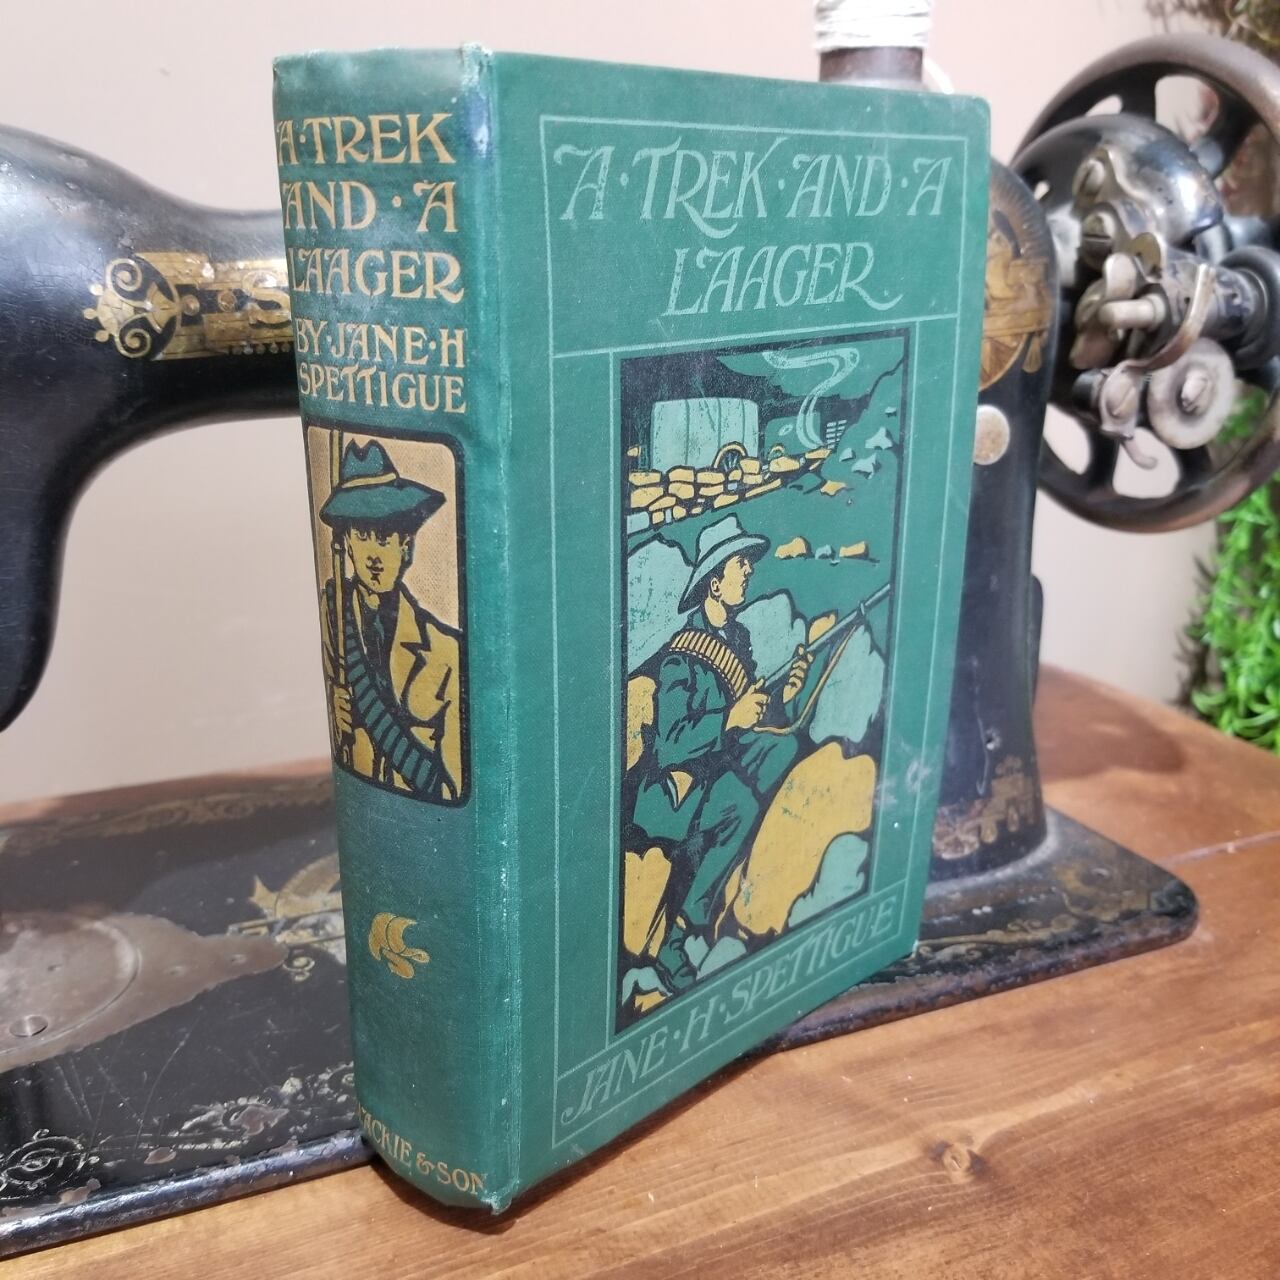 A·TREK
AND·A
LAAGER
BY·JANE·H
SPETTIGUE
BLACKIE & SON
A·TREK·AND·A
LAAGER
JANE·H·SPETTIGUE